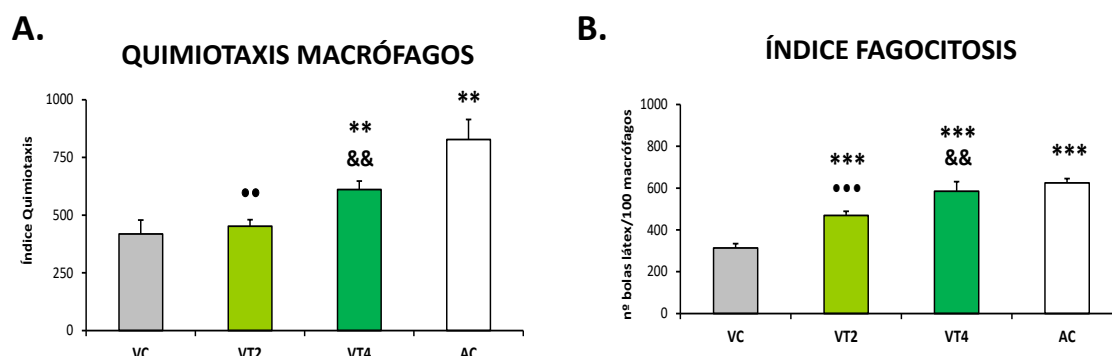 A.
QUIMIOTAXIS MACRÓFAGOS
Índice Quimiotaxis
1000
750
500
250
0
**
**
&&
••
VC
VT2
VT4
AC
B.
ÍNDICE FAGOCITOSIS
nº bolas látex/100 macrófagos
1000
800
600
400
200
0
***
•••
***
&&
***
VC
VT2
VT4
AC